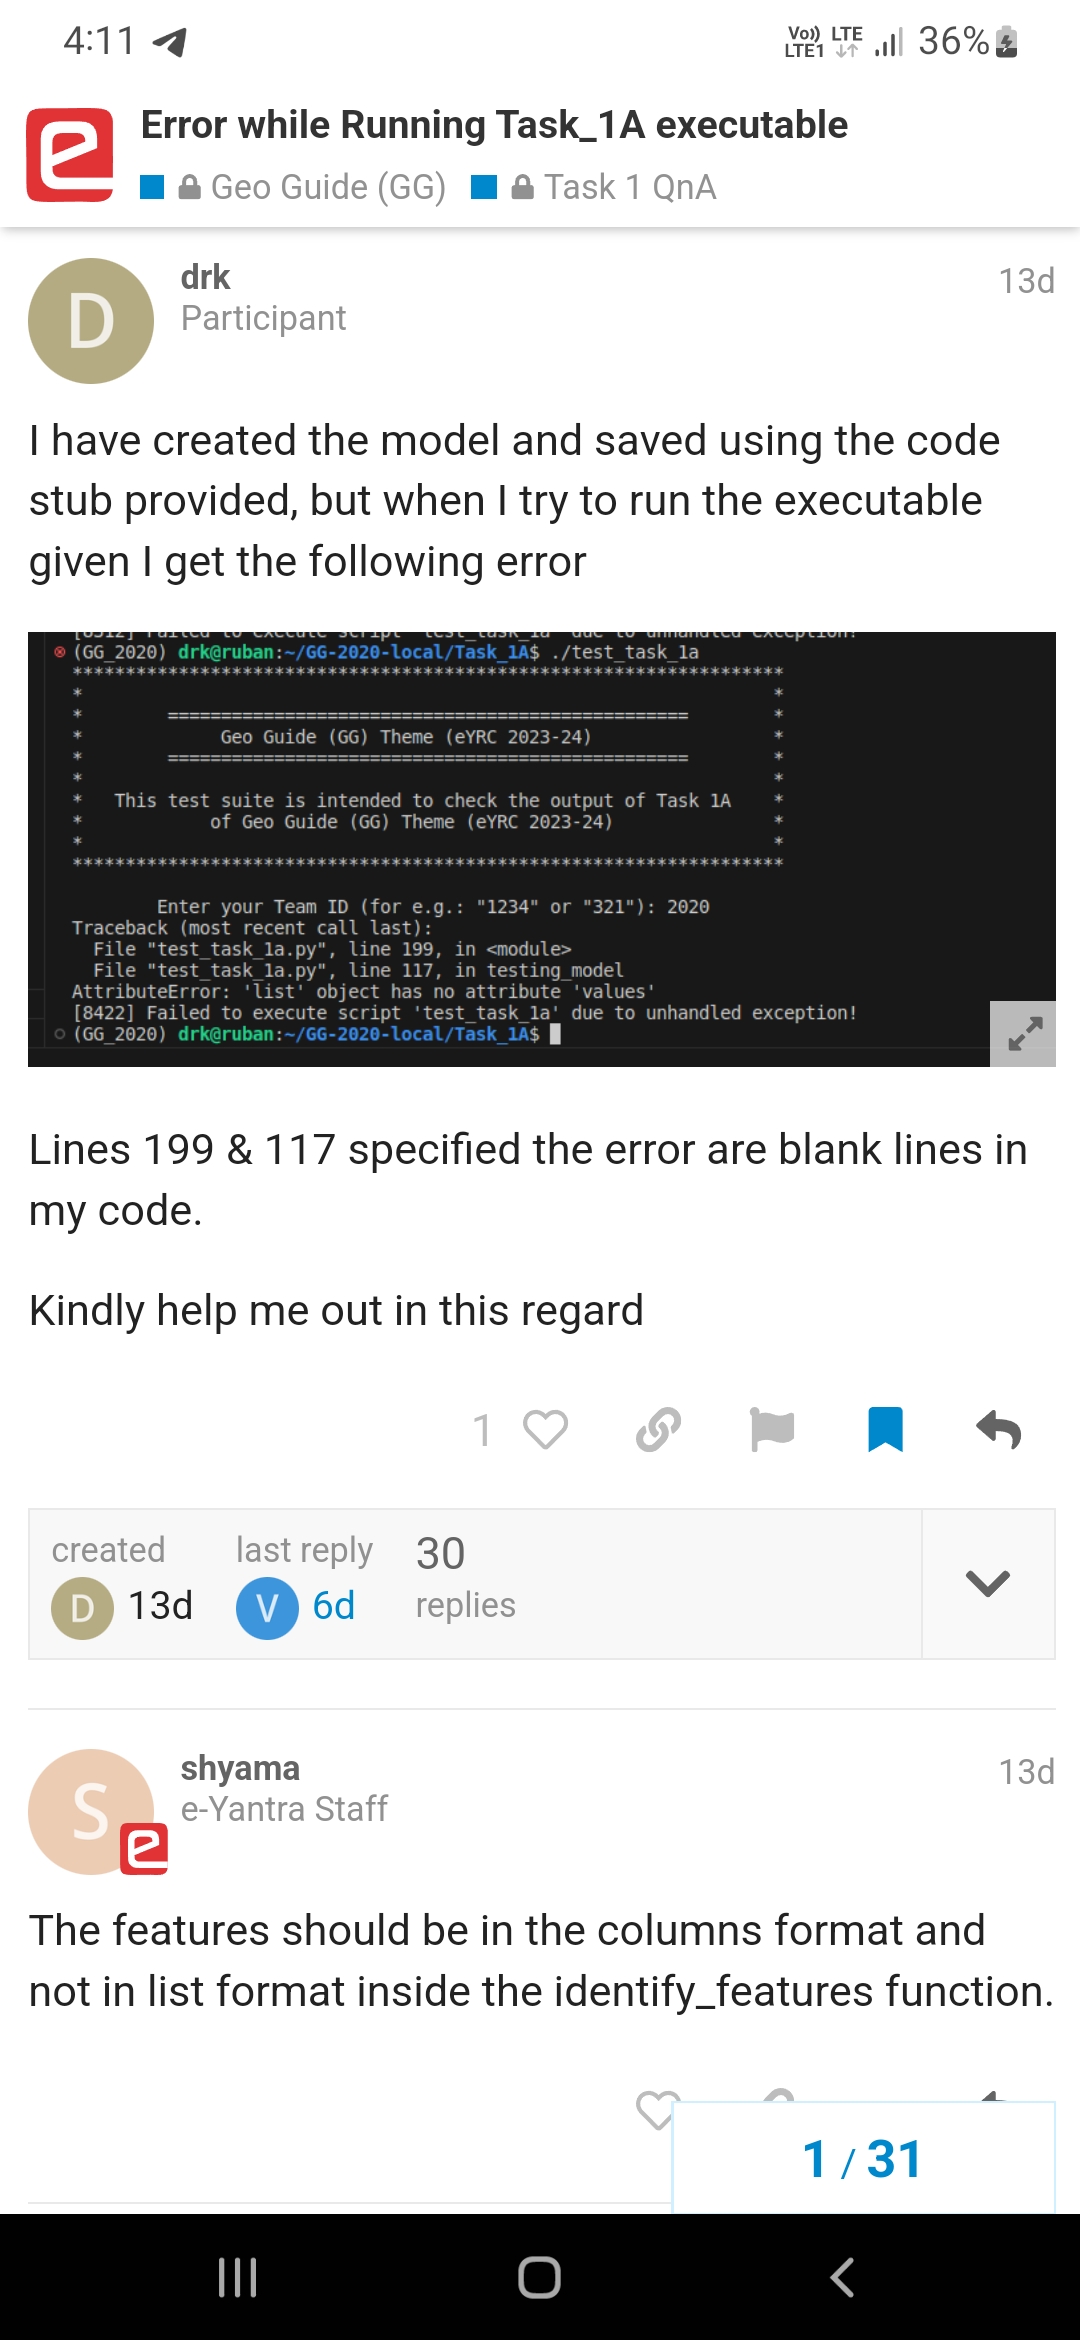 4:11
Vo)) LTE
LTE1
36%
Error while Running Task_1A executable
Geo Guide (GG) Task 1 QnA
D
drk
13d
Participant
I have created the model and saved using the code
stub provided, but when I try to run the executable
given I get the following error
(GG_2020) drk@ruban:~/GG-2020-local/Task_1A$ ./test_task_1a
*******************************************************************
* *
* ================================================= *
* Geo Guide (GG) Theme (eYRC 2023-24) *
* ================================================= *
* *
* This test suite is intended to check the output of Task 1A *
* of Geo Guide (GG) Theme (eYRC 2023-24) *
* *
*******************************************************************
Enter your Team ID (for e.g.: "1234" or "321"): 2020
Traceback (most recent call last):
File "test_task_1a.py", line 199, in <module>
File "test_task_1a.py", line 117, in testing_model
AttributeError: 'list' object has no attribute 'values'
[8422] Failed to execute script 'test_task_1a' due to unhandled exception!
(GG_2020) drk@ruban:~/GG-2020-local/Task_1A$
Lines 199 & 117 specified the error are blank lines in
my code.
Kindly help me out in this regard
1
created last reply 30
D 13d V 6d replies
S
shyama
13d
e-Yantra Staff
The features should be in the columns format and
not in list format inside the identify_features function.
1 / 31